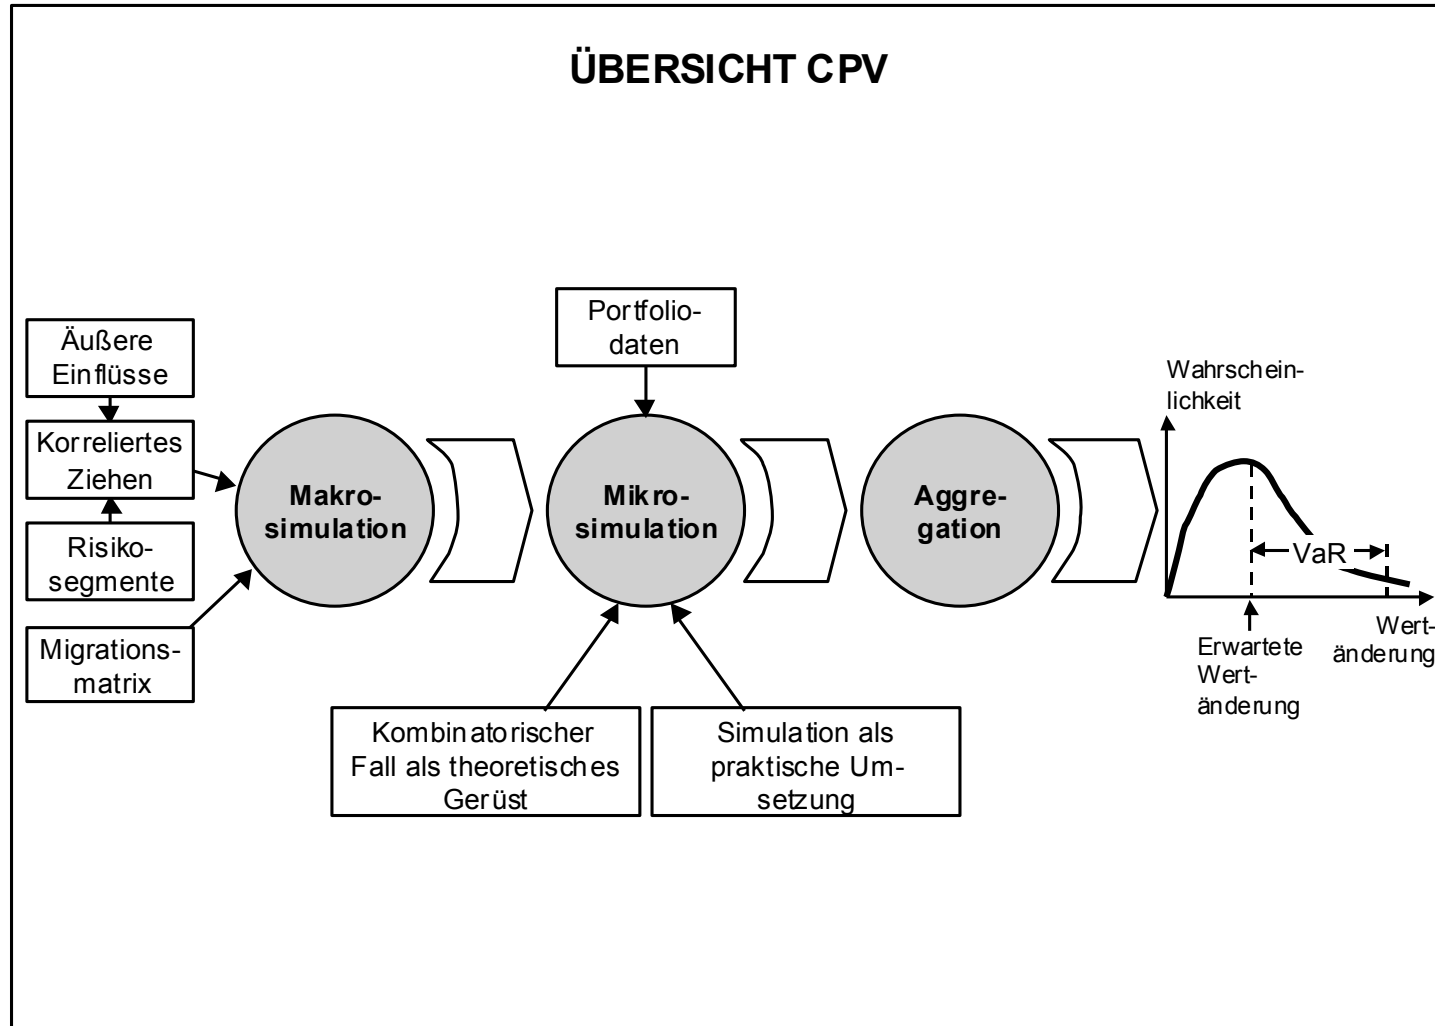 ÜBERSICHT CPV
Äußere
Einflüsse
Korreliertes
Ziehen
Risiko-
segmente
Migrations-
matrix
Makro-
simulation
Portfolio-
daten
Mikro-
simulation
Kombinatorischer
Fall als theoretisches
Gerüst
Simulation als
praktische Um-
setzung
Aggre-
gation
Wahrschein-
lichkeit
VaR
Erwartete
Wert-
änderung
Wert-
änderung